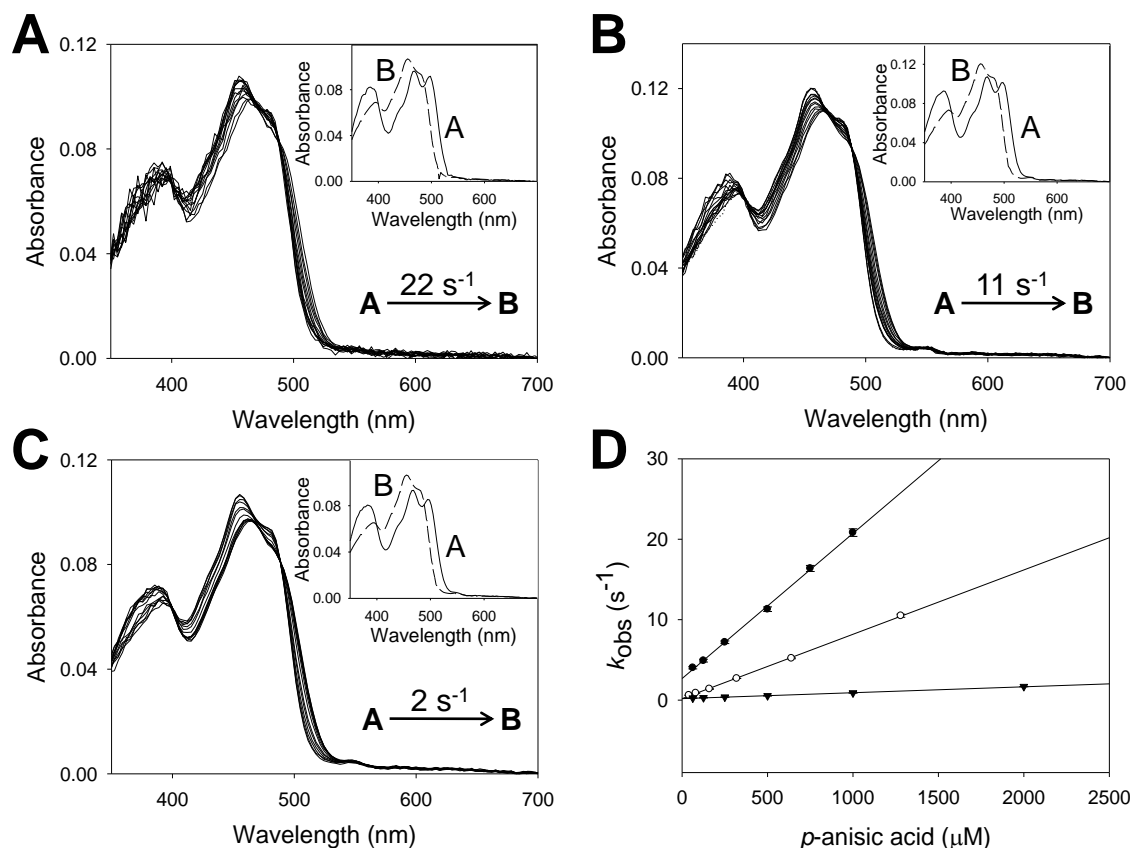 A
0.12
0.08
0.04
0.00
Absorbance
400
500
600
700
Wavelength (nm)
0.08
0.04
0.00
Absorbance
400
500
600
Wavelength (nm)
B
A
A 22 s-1 B
B
0.12
0.08
0.04
0.00
Absorbance
400
500
600
700
Wavelength (nm)
0.12
0.08
0.04
0.00
Absorbance
400
500
600
Wavelength (nm)
B
A
A 11 s-1 B
C
0.12
0.08
0.04
0.00
Absorbance
400
500
600
700
Wavelength (nm)
0.08
0.04
0.00
Absorbance
400
500
600
Wavelength (nm)
B
A
A 2 s-1 B
D
30
20
10
0
kobs (s-1)
0
500
1000
1500
2000
2500
p-anisic acid (μM)